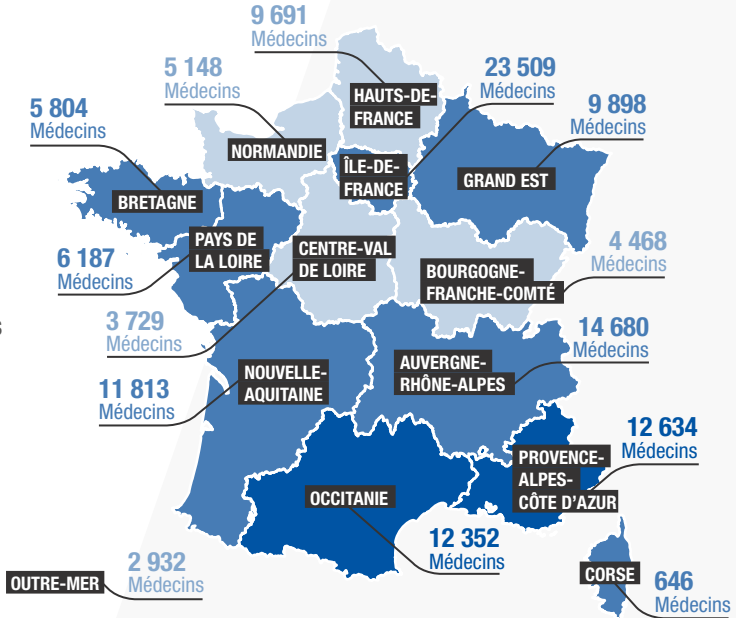 9 691
Médecins
5 148
Médecins
23 509
Médecins
5 804
Médecins
9 898
Médecins
HAUTS-DE-
FRANCE
NORMANDIE
ÎLE-DE-
FRANCE
GRAND EST
BRETAGNE
PAYS DE
LA LOIRE
CENTRE-VAL
DE LOIRE
BOURGOGNE-
FRANCHE-COMTÉ
4 468
Médecins
6 187
Médecins
3 729
Médecins
14 680
Médecins
11 813
Médecins
NOUVELLE-
AQUITAINE
AUVERGNE-
RHÔNE-ALPES
12 634
Médecins
PROVENCE-
ALPES-
CÔTE D'AZUR
OCCITANIE
12 352
Médecins
OUTRE-MER
2 932
Médecins
CORSE
646
Médecins
s